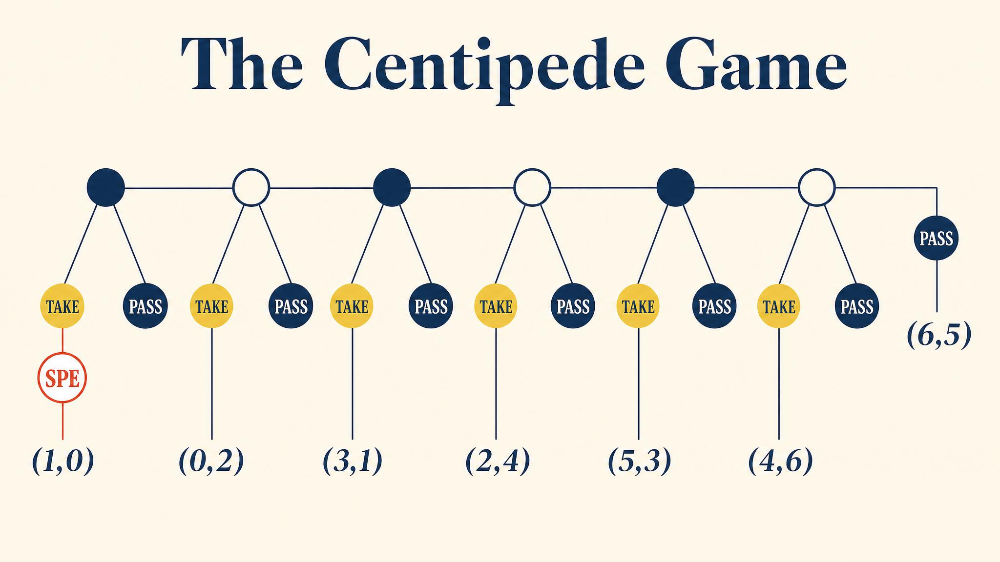 The Centipede Game
PASS
TAKE PASS TAKE PASS TAKE PASS TAKE PASS TAKE PASS TAKE PASS
(6,5)
SPE
(1,0) (0,2) (3,1) (2,4) (5,3) (4,6)